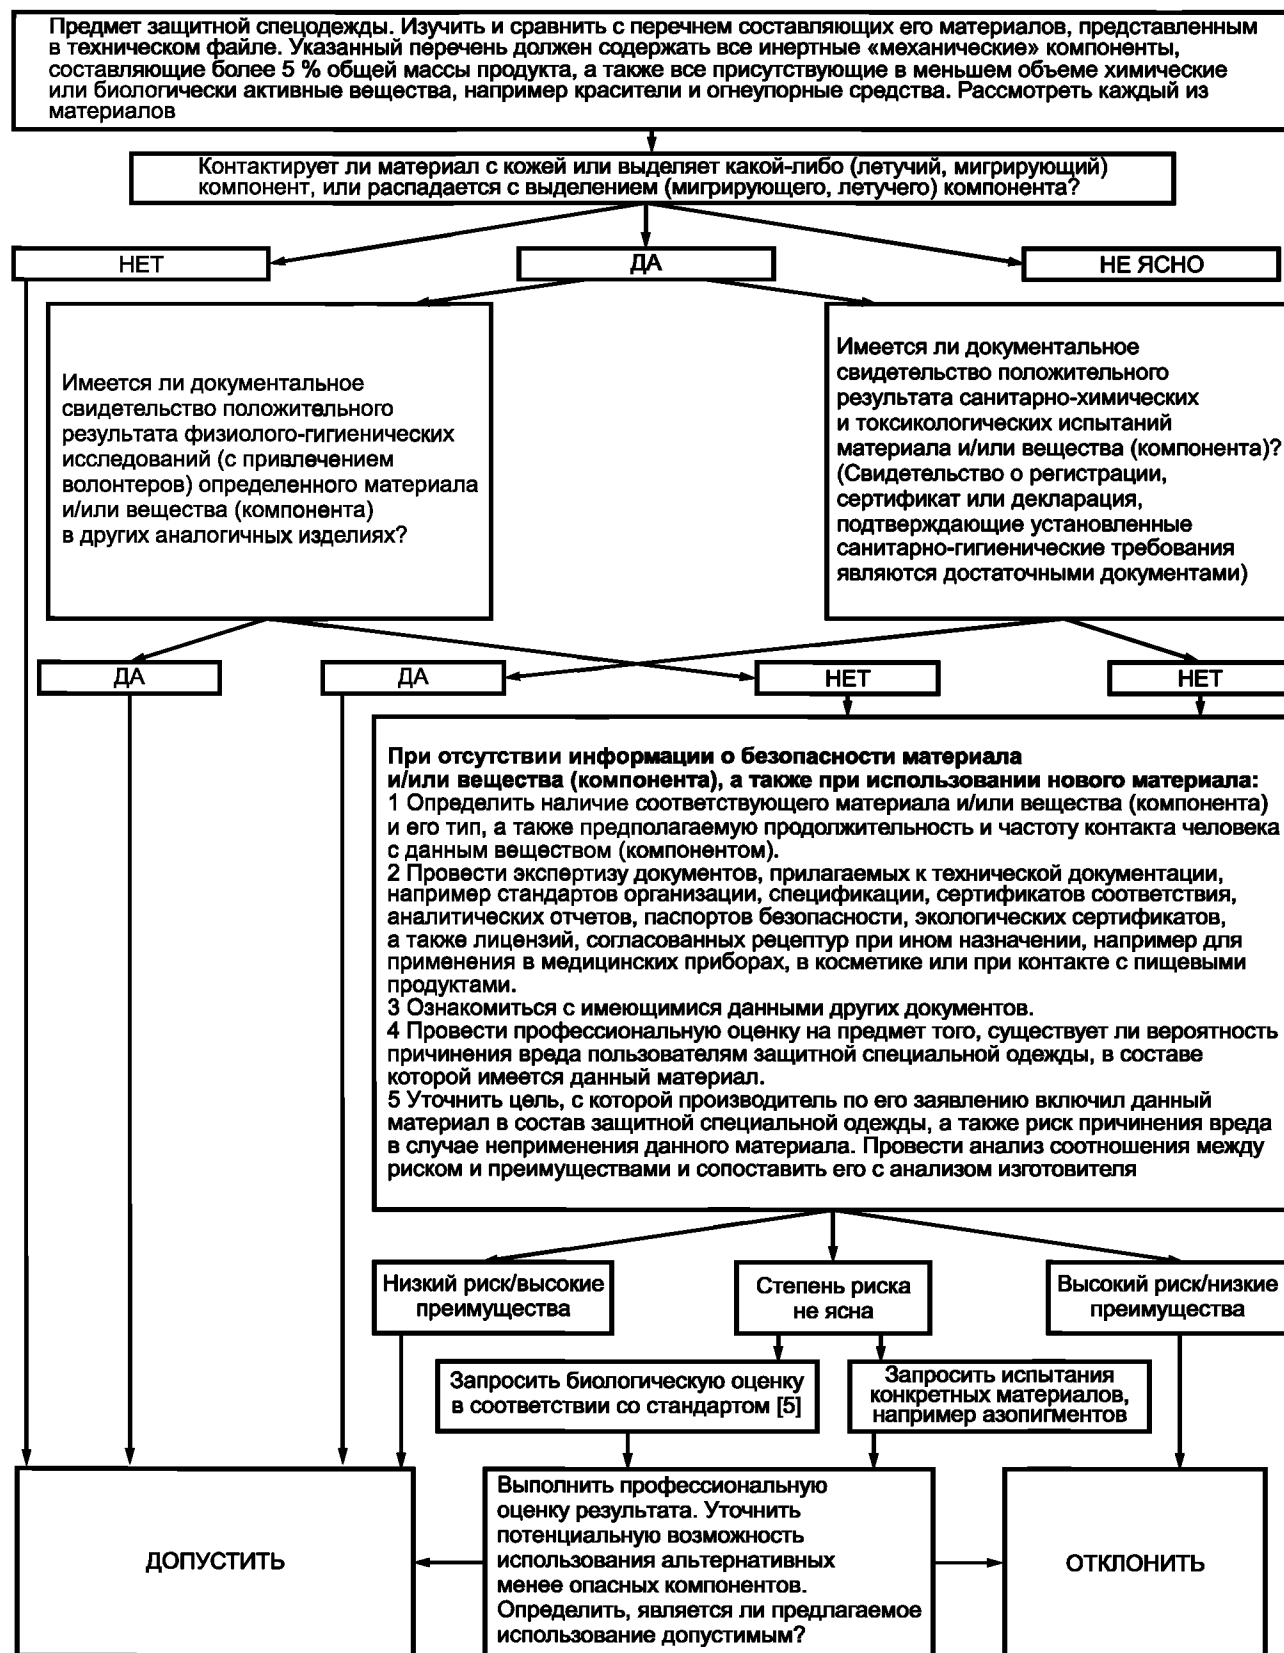 Предмет защитной спецодежды. Изучить и сравнить с перечнем составляющих его материалов, представленным
в техническом файле. Указанный перечень должен содержать все инертные «механические» компоненты,
составляющие более 5 % общей массы продукта, а также все присутствующие в меньшем объеме химические
или биологически активные вещества, например красители и огнеупорные средства. Рассмотреть каждый из
материалов
Контактирует ли материал с кожей или выделяет какой-либо (летучий, мигрирующий)
компонент, или распадается с выделением (мигрирующего, летучего) компонента?
НЕТ
ДА
НЕ ЯСНО
Имеется ли документальное
свидетельство положительного
результата физиолого-гигиенических
исследований (с привлечением
волонтеров) определенного материала
и/или вещества (компонента)
в других аналогичных изделиях?
Имеется ли документальное
свидетельство положительного
результата санитарно-химических
и токсикологических испытаний
материала и/или вещества (компонента)?
(Свидетельство о регистрации,
сертификат или декларация,
подтверждающие установленные
санитарно-гигиенические требования
являются достаточными документами)
ДА
ДА
НЕТ
НЕТ
При отсутствии информации о безопасности материала
и/или вещества (компонента), а также при использовании нового материала:
1 Определить наличие соответствующего материала и/или вещества (компонента)
и его тип, а также предполагаемую продолжительность и частоту контакта человека
с данным веществом (компонентом).
2 Провести экспертизу документов, прилагаемых к технической документации,
например стандартов организации, спецификации, сертификатов соответствия,
аналитических отчетов, паспортов безопасности, экологических сертификатов,
а также лицензий, согласованных рецептур при ином назначении, например для
применения в медицинских приборах, в косметике или при контакте с пищевыми
продуктами.
3 Ознакомиться с имеющимися данными других документов.
4 Провести профессиональную оценку на предмет того, существует ли вероятность
причинения вреда пользователям защитной специальной одежды, в составе
которой имеется данный материал.
5 Уточнить цель, с которой производитель по его заявлению включил данный
материал в состав защитной специальной одежды, а также риск причинения вреда
в случае неприменения данного материала. Провести анализ соотношения между
риском и преимуществами и сопоставить его с анализом изготовителя
Низкий риск/высокие
преимущества
Степень риска
не ясна
Высокий риск/низкие
преимущества
Запросить биологическую оценку
в соответствии со стандартом [5]
Запросить испытания
конкретных материалов,
например азопигментов
ДОПУСТИТЬ
Выполнить профессиональную
оценку результата. Уточнить
потенциальную возможность
использования альтернативных
менее опасных компонентов.
Определить, является ли предлагаемое
использование допустимым?
ОТКЛОНИТЬ